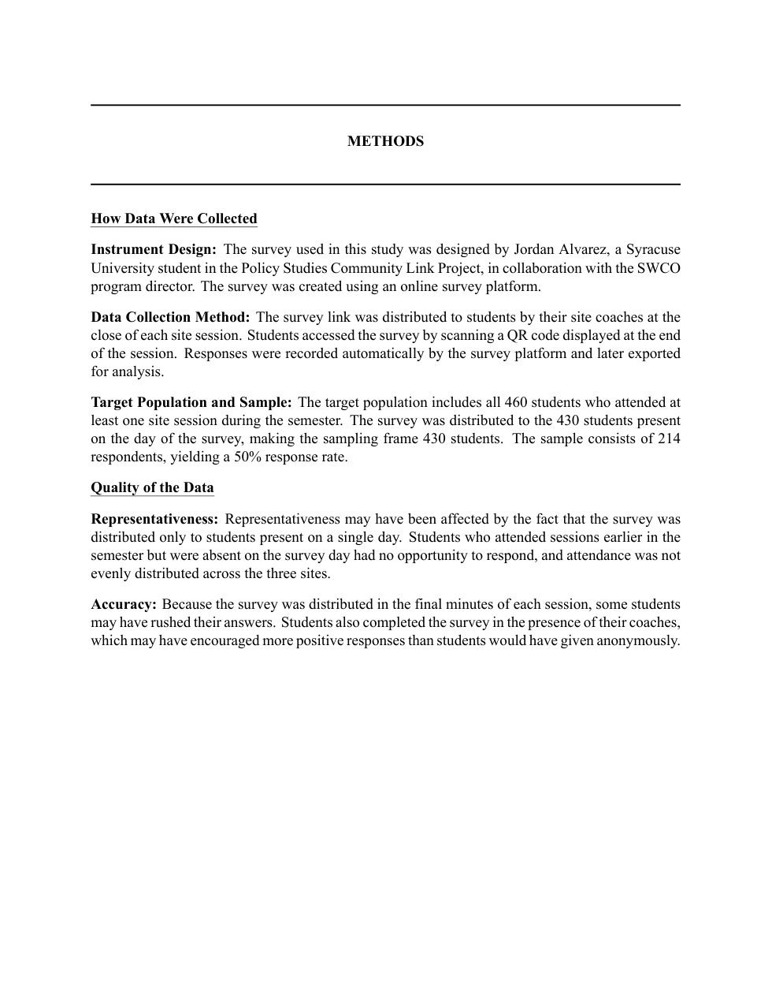 METHODS
How Data Were Collected
Instrument Design: The survey used in this study was designed by Jordan Alvarez, a Syracuse
University student in the Policy Studies Community Link Project, in collaboration with the SWCO
program director. The survey was created using an online survey platform.
Data Collection Method: The survey link was distributed to students by their site coaches at the
close of each site session. Students accessed the survey by scanning a QR code displayed at the end
of the session. Responses were recorded automatically by the survey platform and later exported
for analysis.
Target Population and Sample: The target population includes all 460 students who attended at
least one site session during the semester. The survey was distributed to the 430 students present
on the day of the survey, making the sampling frame 430 students. The sample consists of 214
respondents, yielding a 50% response rate.
Quality of the Data
Representativeness: Representativeness may have been affected by the fact that the survey was
distributed only to students present on a single day. Students who attended sessions earlier in the
semester but were absent on the survey day had no opportunity to respond, and attendance was not
evenly distributed across the three sites.
Accuracy: Because the survey was distributed in the final minutes of each session, some students
may have rushed their answers. Students also completed the survey in the presence of their coaches,
which may have encouraged more positive responses than students would have given anonymously.